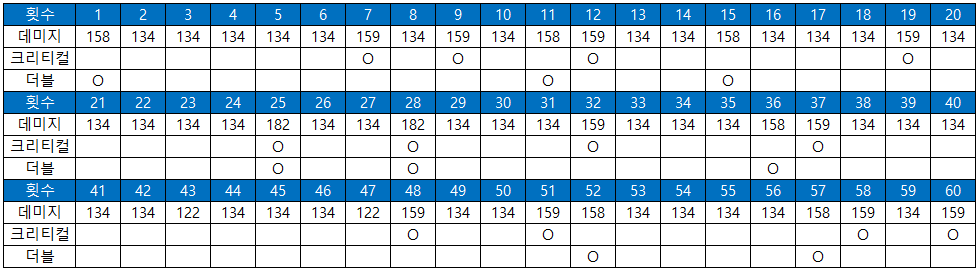 횟수 1 2 3 4 5 6 7 8 9 10 11 12 13 14 15 16 17 18 19 20
데미지 158 134 134 134 134 134 159 134 159 134 158 159 134 134 158 134 134 134 159 134
크리티컬 O O O O
더블 O O O
횟수 21 22 23 24 25 26 27 28 29 30 31 32 33 34 35 36 37 38 39 40
데미지 134 134 134 134 182 134 134 182 134 134 134 159 134 134 134 158 159 134 134 134
크리티컬 O O O O
더블 O O O
횟수 41 42 43 44 45 46 47 48 49 50 51 52 53 54 55 56 57 58 59 60
데미지 134 134 122 134 134 134 122 159 134 134 159 158 134 134 134 134 158 159 134 159
크리티컬 O O O O
더블 O O